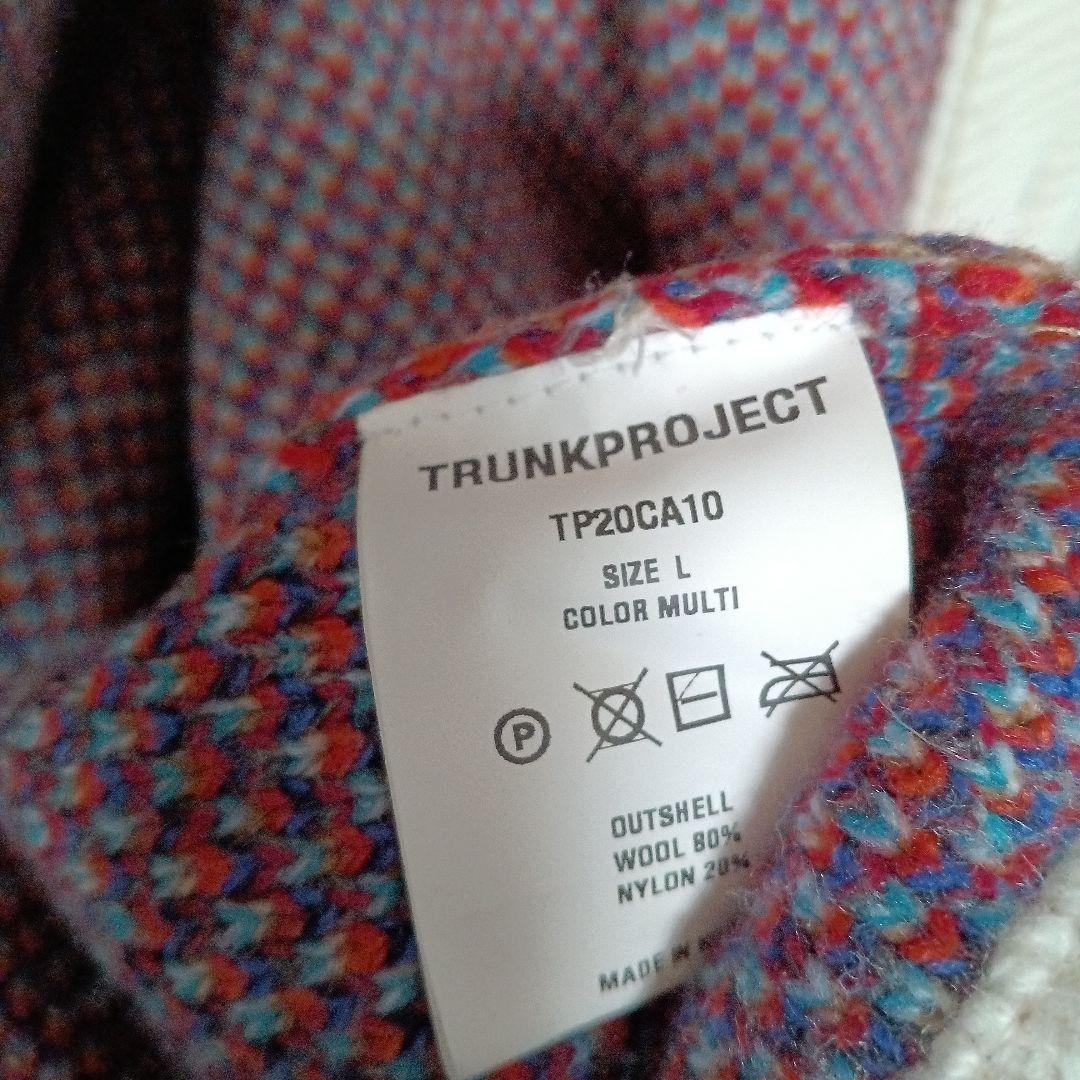 TRUNKPROJECT
TP20CA10
SIZE L
COLOR MULTI
P
OUTSHELL
WOOL 80%
NYLON 20%
MADE IN